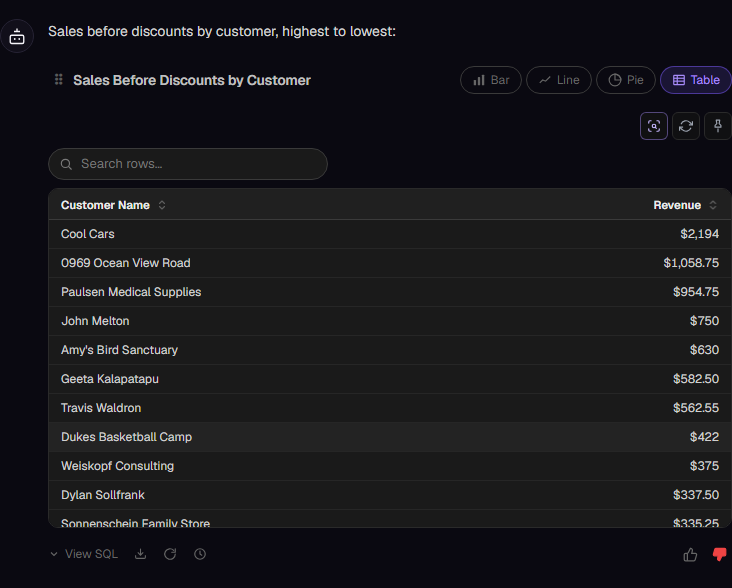 Sales before discounts by customer, highest to lowest:
Sales Before Discounts by Customer
Bar Line Pie Table
Search rows...
Customer Name Revenue
Cool Cars $2,194
0969 Ocean View Road $1,058.75
Paulsen Medical Supplies $954.75
John Melton $750
Amy's Bird Sanctuary $630
Geeta Kalapatapu $582.50
Travis Waldron $562.55
Dukes Basketball Camp $422
Weiskopf Consulting $375
Dylan Sollfrank $337.50
Sonnenschein Family Store $335.25
View SQL